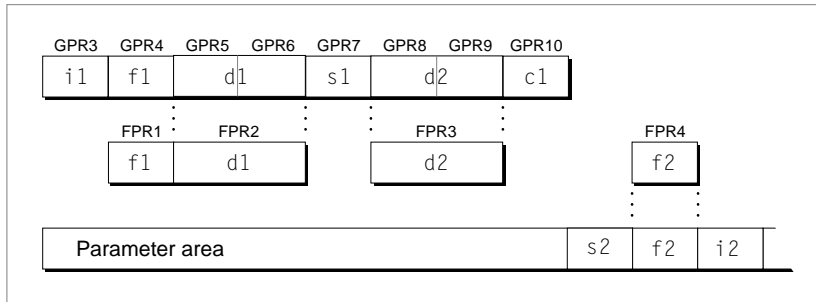 GPR3 GPR4 GPR5 GPR6 GPR7 GPR8 GPR9 GPR10
i1 f1 d1 s1 d2 c1
FPR1 FPR2 FPR3 FPR4
f1 d1 d2 f2
Parameter area s2 f2 i2